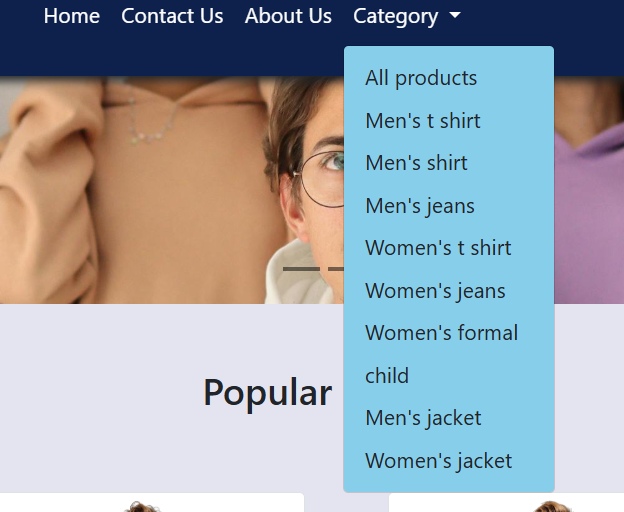 Home Contact Us About Us Category
All products
Men's t shirt
Men's shirt
Men's jeans
Women's t shirt
Women's jeans
Women's formal
child
Popular
Men's jacket
Women's jacket